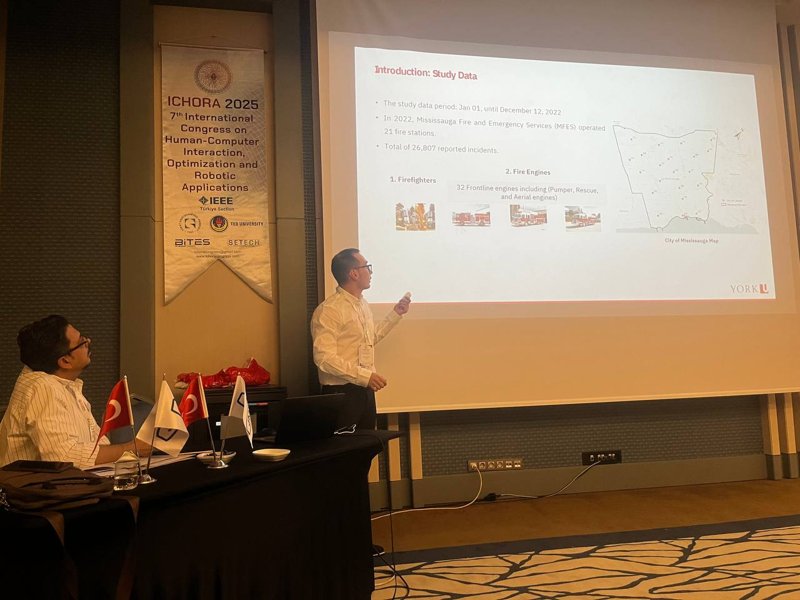 ICHORA 2025
7th International
Congress on
Human-Computer
Interaction,
Optimization and
Robotic
Applications
IEEE
Türkiye Section
TED UNIVERSITY
BITES SETECH
Introduction: Study Data
• The study data period: Jan 01, until December 12, 2022
• In 2022, Mississauga Fire and Emergency Services (MFES) operated
21 fire stations.
• Total of 26,807 reported incidents.
2. Fire Engines
1. Firefighters
32 Frontline engines including (Pumper, Rescue,
and Aerial engines)
City of Mississauga Map
YORK U